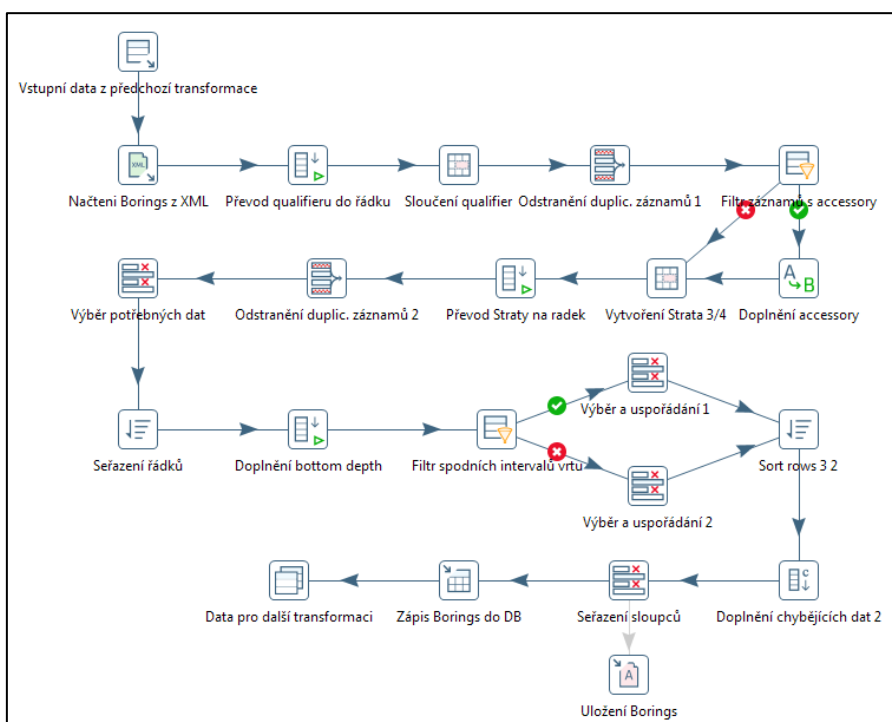 Vstupní data z předchozí transformace
XML
Načteni Borings z XML
Převod qualifieru do řádku
Sloučení qualifier
Odstranění duplic. záznamů 1
Filtr záznamů s accessory
Výběr potřebných dat
Odstranění duplic. záznamů 2
Převod Straty na radek
Vytvoření Strata 3/4
A
B
Doplnění accessory
Výběr a uspořádání 1
Seřazení řádků
Doplnění bottom depth
Filtr spodních intervalů vrtu
Sort rows 3 2
Výběr a uspořádání 2
C
Data pro další transformaci
Zápis Borings do DB
Seřazení sloupců
Doplnění chybějících dat 2
A
Uložení Borings